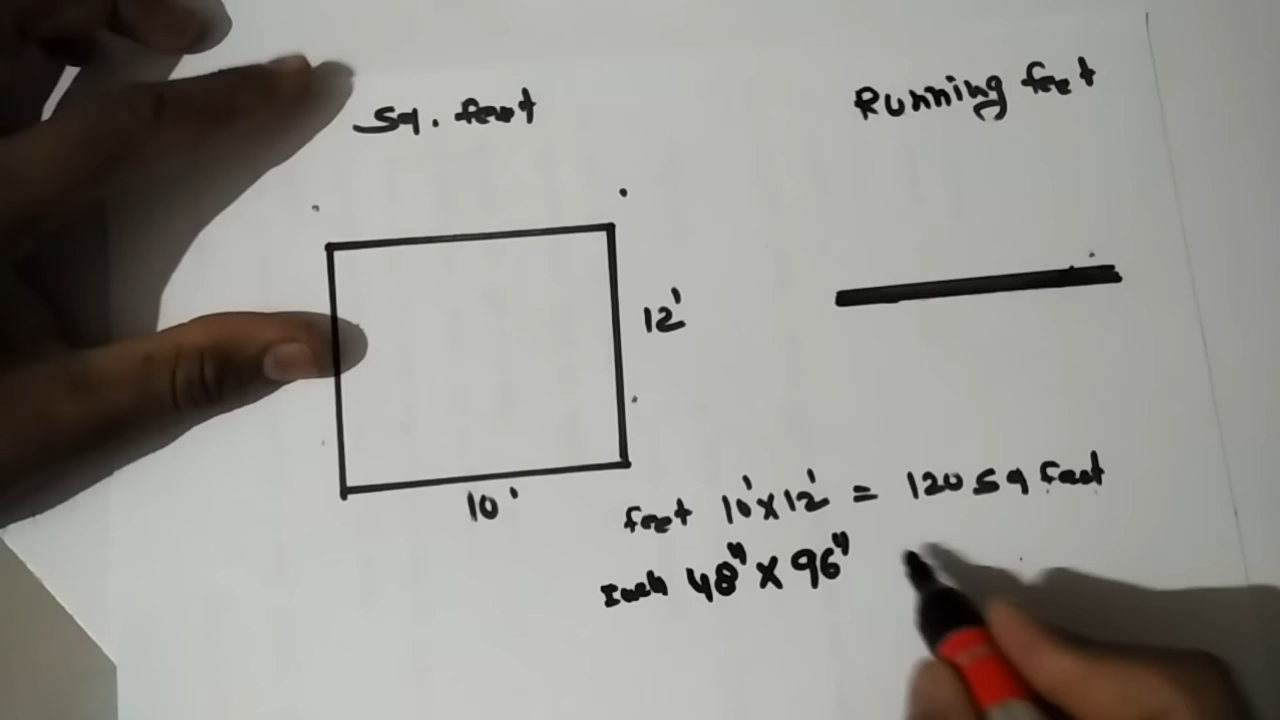 Sq. feet
Running feet
12'
10'
feet 10'x12' = 120 sq feet
Inch 48"x96"